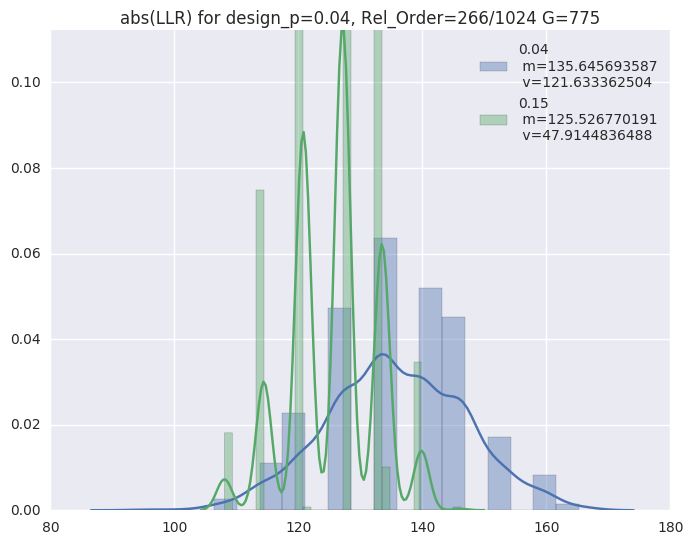 abs(LLR) for design_p=0.04, Rel_Order=266/1024 G=775
0.04
m=135.645693587
v=121.633362504
0.15
m=125.526770191
v=47.9144836488
0.10
0.08
0.06
0.04
0.02
0.00
80
100
120
140
160
180